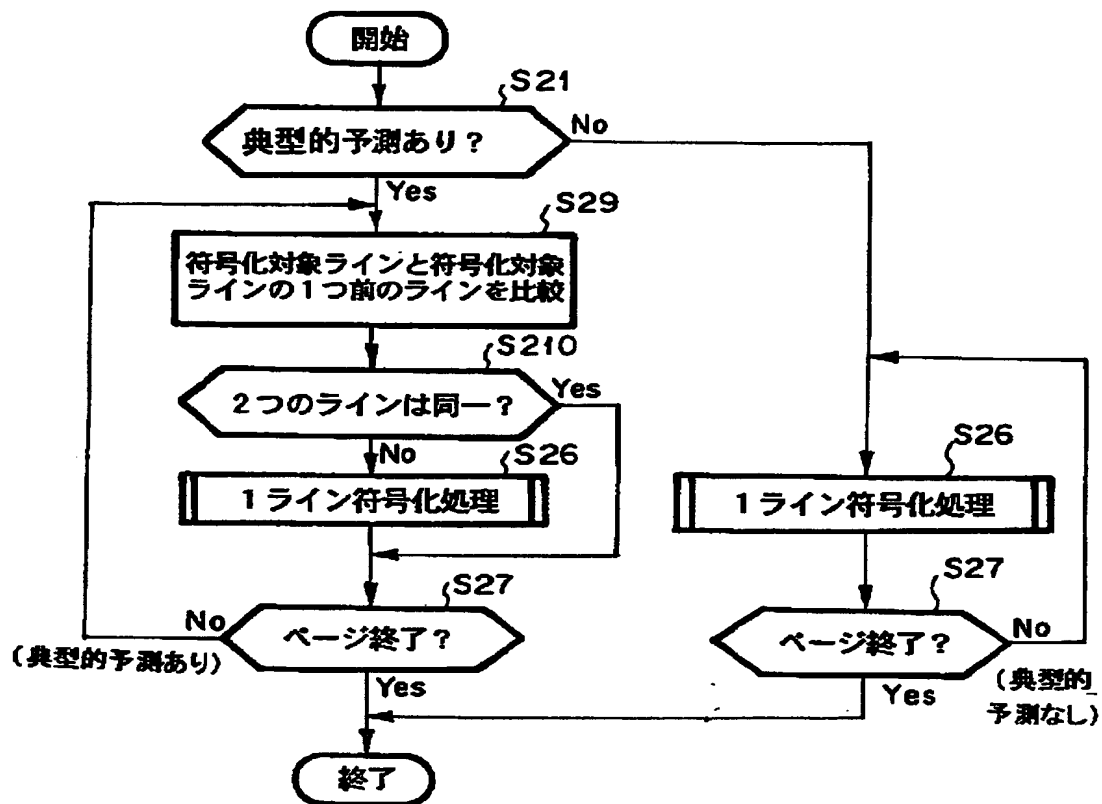 開始
S21
典型的予測あり?
No
Yes
S29
符号化対象ラインと符号化対象
ラインの1つ前のラインを比較
S210
2つのラインは同一?
Yes
No
S26
1ライン符号化処理
S26
1ライン符号化処理
S27
ページ終了?
No
(典型的予測あり)
Yes
S27
ページ終了?
No
(典型的
予測なし)
Yes
終了